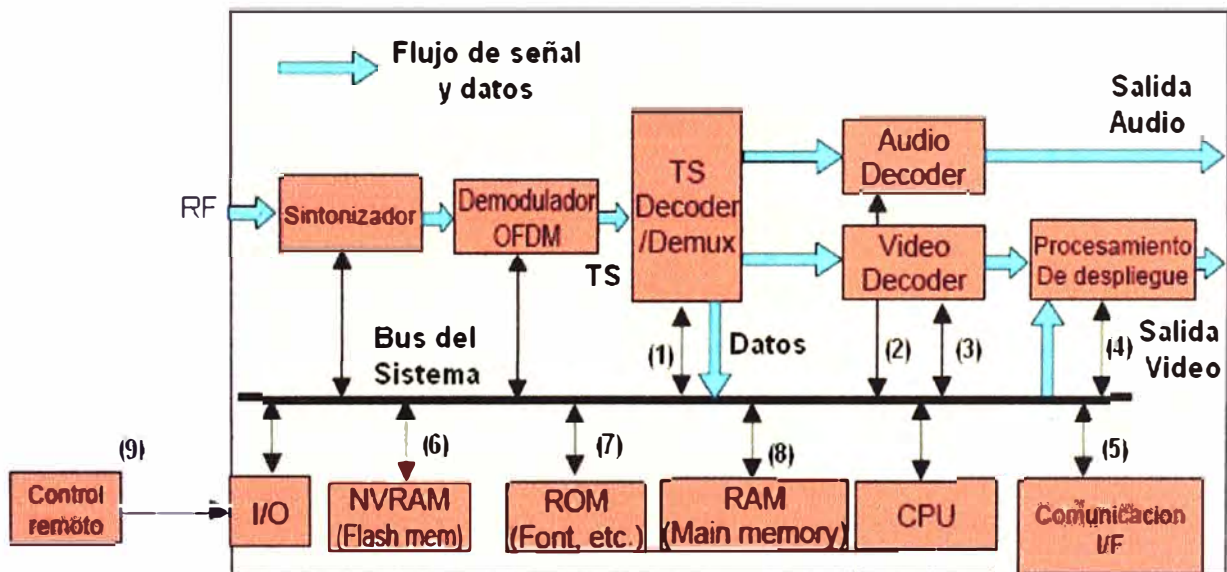 Flujo de señal
y datos
Salida
Audio
RF
Sintonizador
Demodulador
OFDM
TS
TS
Decoder
/Demux
Audio
Decoder
Video
Decoder
Procesamiento
De despliegue
Bus del
Sistema
(1)
Datos
(2)
(3)
(4)
Salida
Video
(9)
(6)
(7)
(8)
(5)
Control
remoto
I/O
NVRAM
(Flash mem)
ROM
(Font, etc.)
RAM
(Main memory)
CPU
Comunicacion
I/F